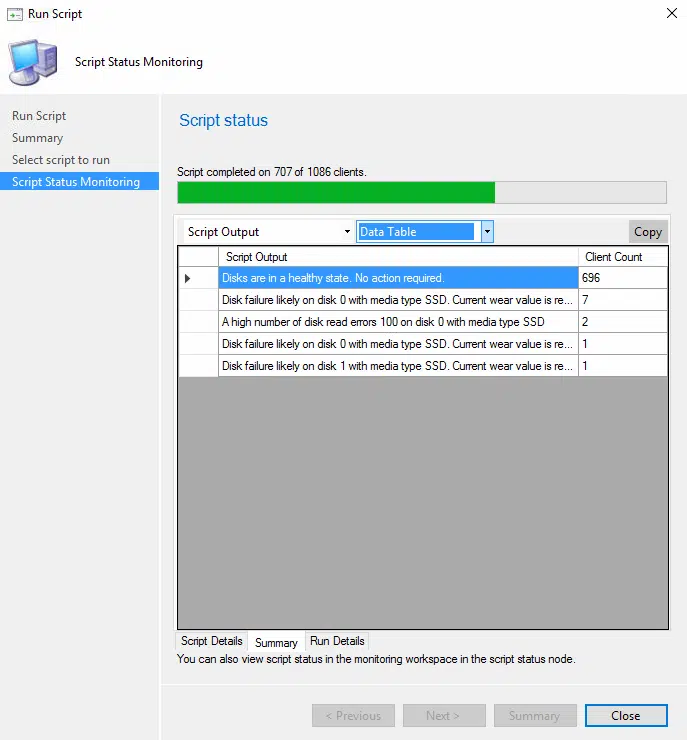 Run Script
Script Status Monitoring
Run Script
Summary
Select script to run
Script Status Monitoring
Script status
Script completed on 707 of 1086 clients.
Script Output Data Table Copy
Script Output Client Count
Disks are in a healthy state. No action required. 696
Disk failure likely on disk 0 with media type SSD. Current wear value is re... 7
A high number of disk read errors 100 on disk 0 with media type SSD 2
Disk failure likely on disk 0 with media type SSD. Current wear value is re... 1
Disk failure likely on disk 1 with media type SSD. Current wear value is re... 1
Script Details Summary Run Details
You can also view script status in the monitoring workspace in the script status node.
< Previous Next > Summary Close